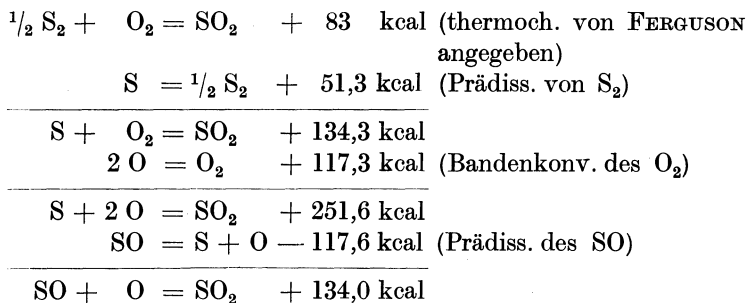 1/2 S₂ + O₂ = SO₂ + 83 kcal (thermoch. von FERGUSON
angegeben)
S = 1/2 S₂ + 51,3 kcal (Prädiss. von S₂)
S + O₂ = SO₂ + 134,3 kcal
2 O = O₂ + 117,3 kcal (Bandenkonv. des O₂)
S + 2 O = SO₂ + 251,6 kcal
SO = S + O — 117,6 kcal (Prädiss. des SO)
SO + O = SO₂ + 134,0 kcal